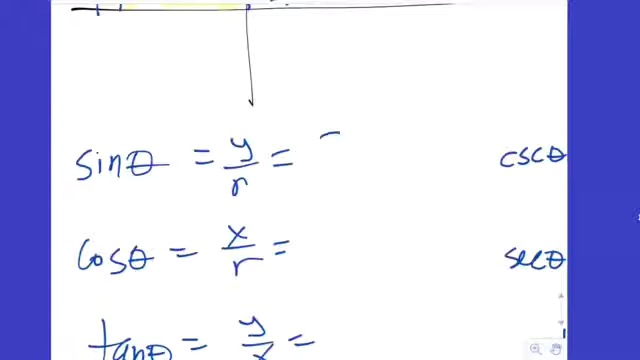 sinθ = y/r =
cscθ
cosθ = x/r =
secθ
tanθ = y/x =